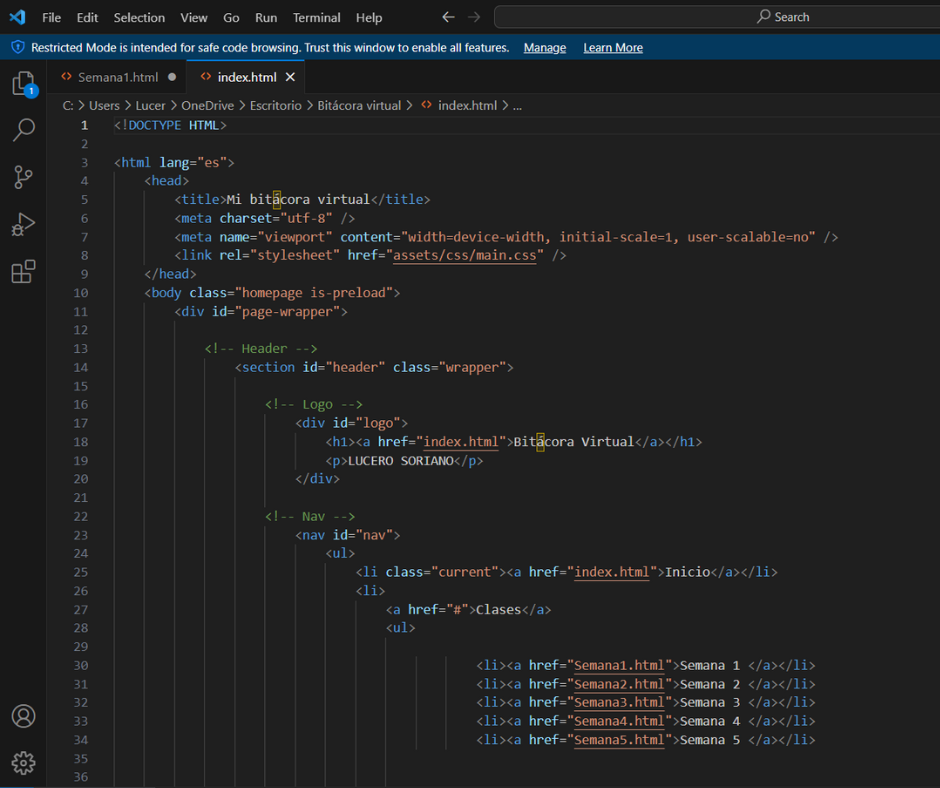 File Edit Selection View Go Run Terminal Help Search
Restricted Mode is intended for safe code browsing. Trust this window to enable all features. Manage Learn More
Semana1.html index.html
C: > Users > Lucer > OneDrive > Escritorio > Bitácora virtual > index.html > ...
1 <!DOCTYPE HTML>
2
3 <html lang="es">
4 <head>
5 <title>Mi bitácora virtual</title>
6 <meta charset="utf-8" />
7 <meta name="viewport" content="width=device-width, initial-scale=1, user-scalable=no" />
8 <link rel="stylesheet" href="assets/css/main.css" />
9 </head>
10 <body class="homepage is-preload">
11 <div id="page-wrapper">
12
13 <!-- Header -->
14 <section id="header" class="wrapper">
15
16 <!-- Logo -->
17 <div id="logo">
18 <h1><a href="index.html">Bitácora Virtual</a></h1>
19 <p>LUCERO SORIANO</p>
20 </div>
21
22 <!-- Nav -->
23 <nav id="nav">
24 <ul>
25 <li class="current"><a href="index.html">Inicio</a></li>
26 <li>
27 <a href="#">Clases</a>
28 <ul>
29
30 <li><a href="Semana1.html">Semana 1 </a></li>
31 <li><a href="Semana2.html">Semana 2 </a></li>
32 <li><a href="Semana3.html">Semana 3 </a></li>
33 <li><a href="Semana4.html">Semana 4 </a></li>
34 <li><a href="Semana5.html">Semana 5 </a></li>
35
36
1